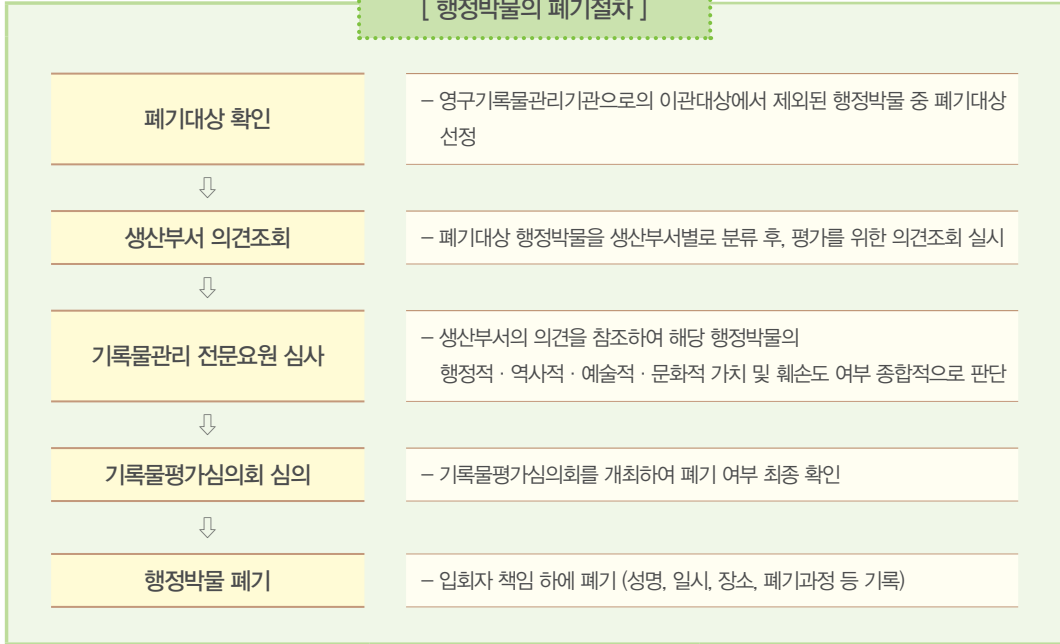 [ 행정박물의 폐기절차 ]
폐기대상 확인
– 영구기록물관리기관으로의 이관대상에서 제외된 행정박물 중 폐기대상
선정
⇩
생산부서 의견조회
– 폐기대상 행정박물을 생산부서별로 분류 후, 평가를 위한 의견조회 실시
⇩
기록물관리 전문요원 심사
– 생산부서의 의견을 참조하여 해당 행정박물의
행정적 · 역사적 · 예술적 · 문화적 가치 및 훼손도 여부 종합적으로 판단
⇩
기록물평가심의회 심의
– 기록물평가심의회를 개최하여 폐기 여부 최종 확인
⇩
행정박물 폐기
– 입회자 책임 하에 폐기 (성명, 일시, 장소, 폐기과정 등 기록)